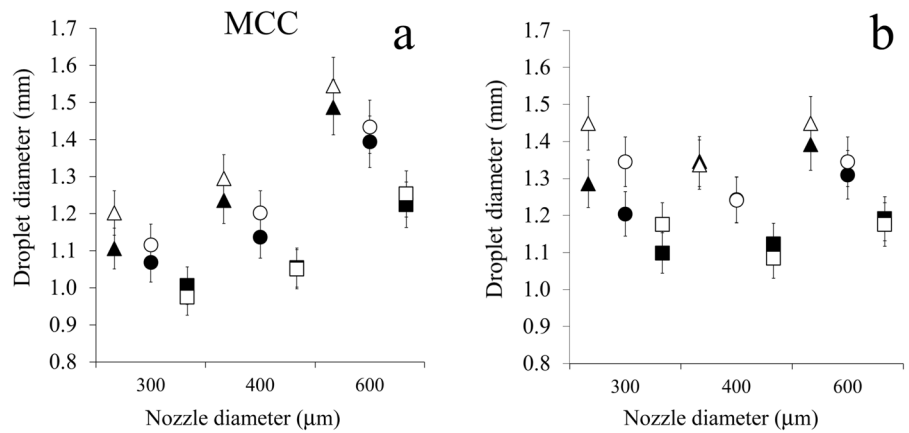 MCC
a
Droplet diameter (mm)
1.7
1.6
1.5
1.4
1.3
1.2
1.1
1.0
0.9
0.8
300 400 600
Nozzle diameter (μm)
b
Droplet diameter (mm)
1.7
1.6
1.5
1.4
1.3
1.2
1.1
1.0
0.9
0.8
300 400 600
Nozzle diameter (μm)